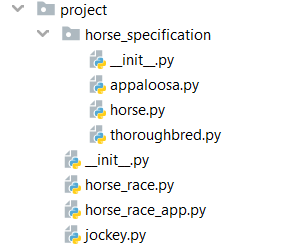 project
horse_specification
__init__.py
appaloosa.py
horse.py
thoroughbred.py
__init__.py
horse_race.py
horse_race_app.py
jockey.py